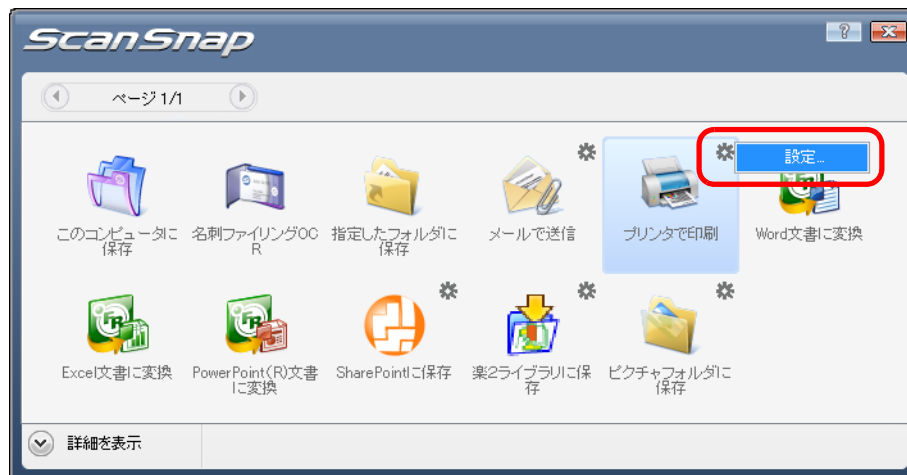 ScanSnap
?
ページ 1/1
設定...
このコンピュータに
保存
名刺ファイリングOC
R
指定したフォルダに
保存
メールで送信
プリンタで印刷
Word文書に変換
Excel文書に変換
PowerPoint(R)文書
に変換
SharePointに保存
楽2ライブラリに保
存
ピクチャフォルダに
保存
詳細を表示